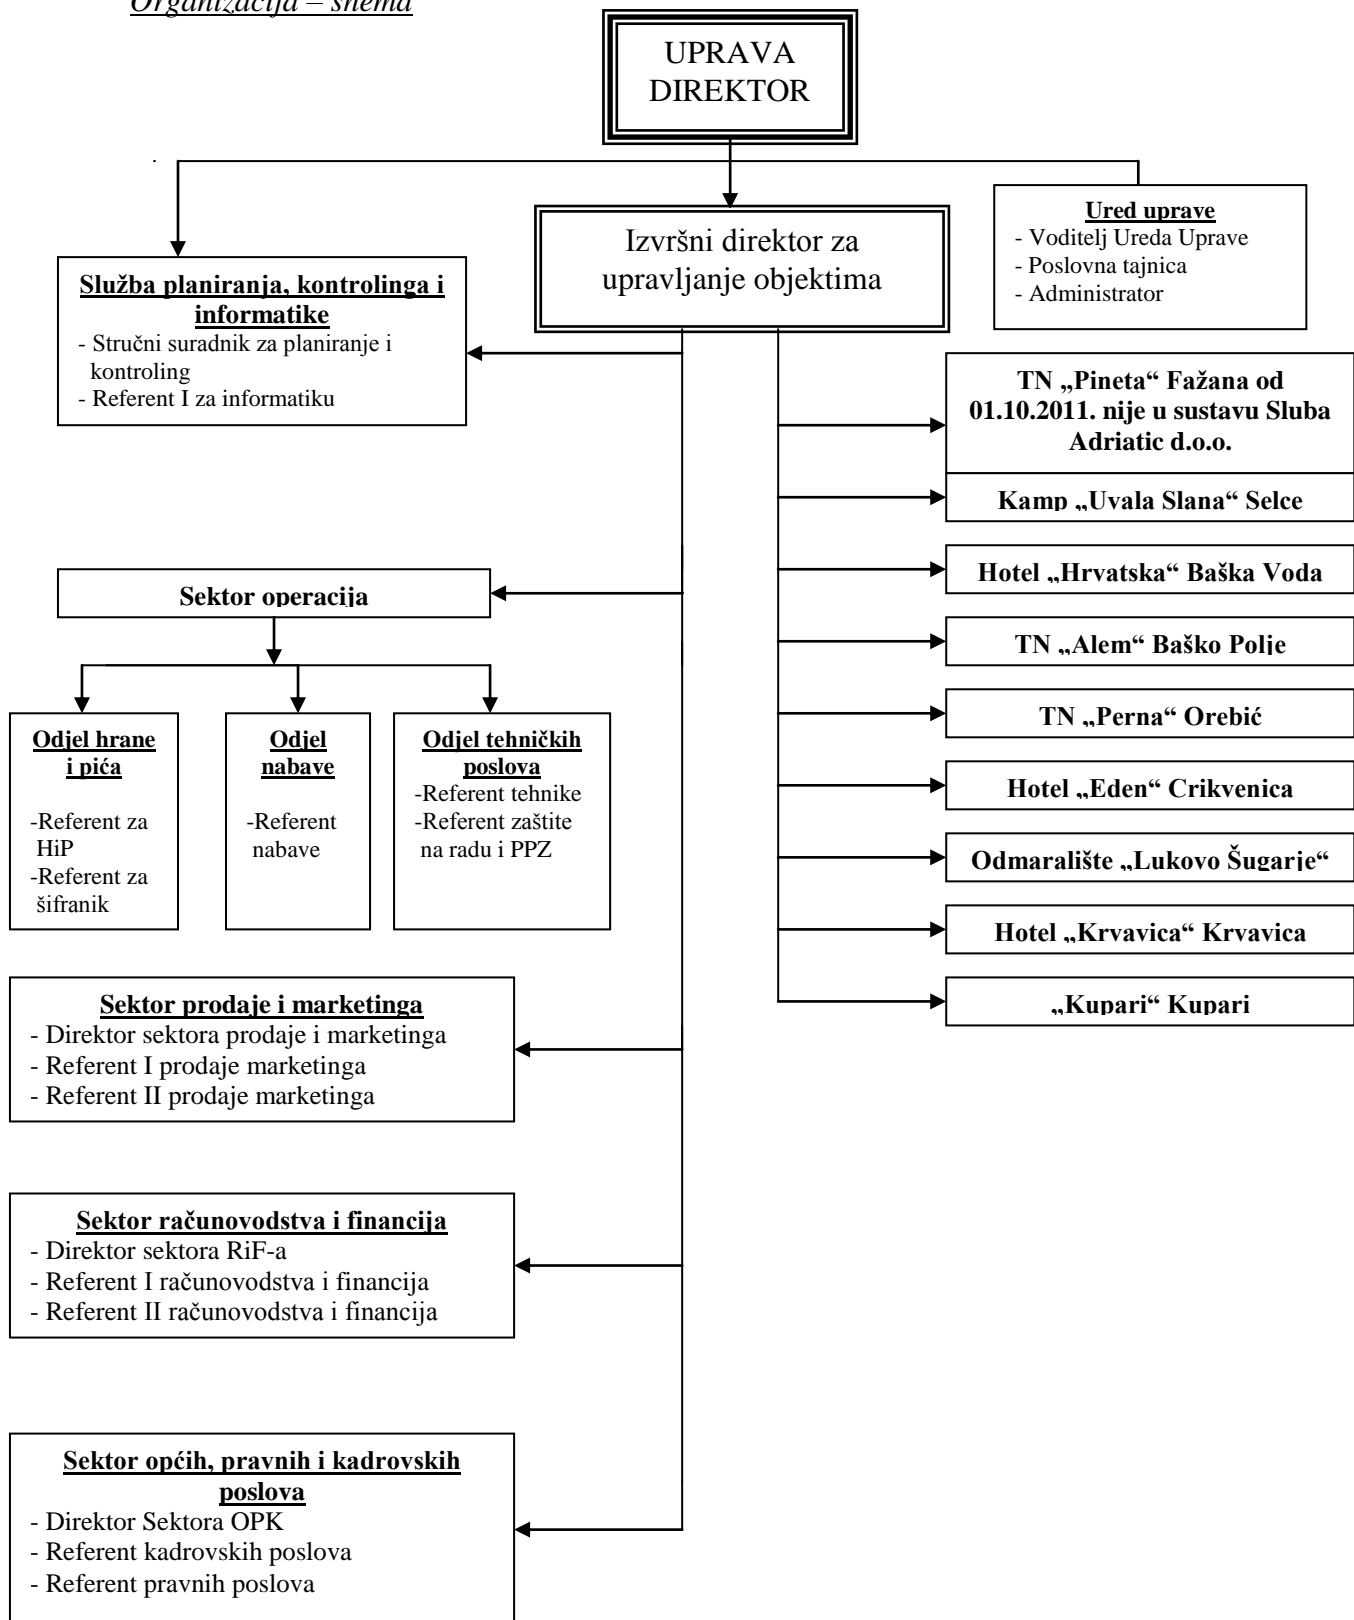 Organizacija – shema
UPRAVA
DIREKTOR
Izvršni direktor za
upravljanje objektima
Ured uprave
- Voditelj Ureda Uprave
- Poslovna tajnica
- Administrator
Služba planiranja, kontrolinga i
informatike
- Stručni suradnik za planiranje i
kontroling
- Referent I za informatiku
TN „Pineta“ Fažana od
01.10.2011. nije u sustavu Sluba
Adriatic d.o.o.
Kamp „Uvala Slana“ Selce
Hotel „Hrvatska“ Baška Voda
TN „Alem“ Baško Polje
TN „Perna“ Orebić
Hotel „Eden“ Crikvenica
Odmaralište „Lukovo Šugarje“
Hotel „Krvavica“ Krvavica
„Kupari“ Kupari
Sektor operacija
Odjel hrane
i pića
-Referent za
HiP
-Referent za
šifranik
Odjel
nabave
-Referent
nabave
Odjel tehničkih
poslova
-Referent tehnike
-Referent zaštite
na radu i PPZ
Sektor prodaje i marketinga
- Direktor sektora prodaje i marketinga
- Referent I prodaje marketinga
- Referent II prodaje marketinga
Sektor računovodstva i financija
- Direktor sektora RiF-a
- Referent I računovodstva i financija
- Referent II računovodstva i financija
Sektor općih, pravnih i kadrovskih
poslova
- Direktor Sektora OPK
- Referent kadrovskih poslova
- Referent pravnih poslova